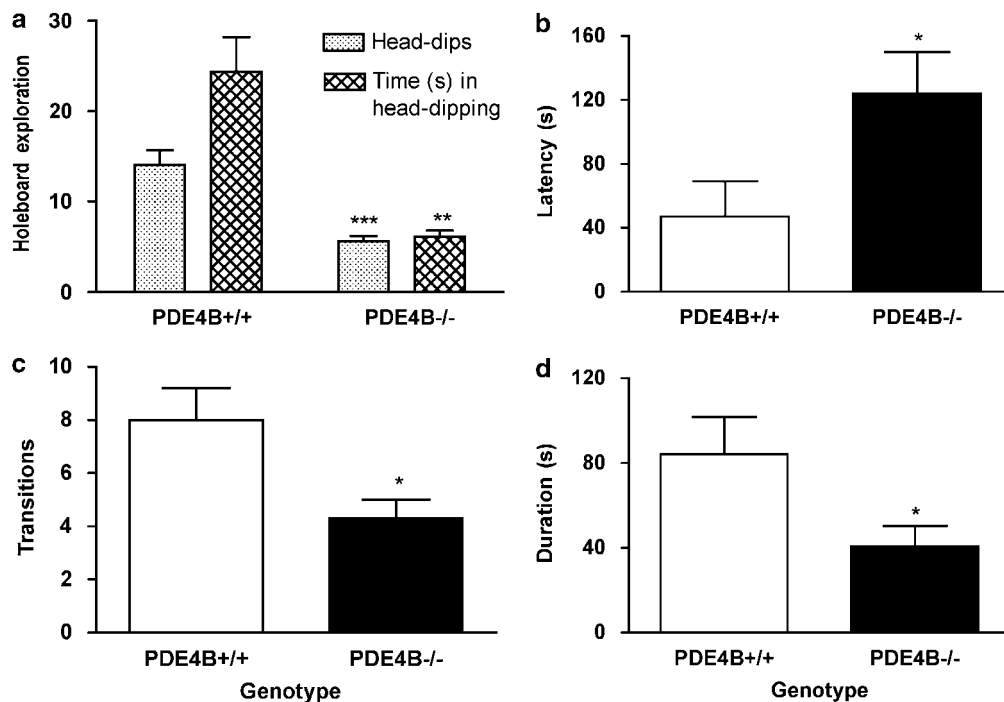 a
30
20
10
0
Holeboard exploration
Head-dips
Time (s) in
head-dipping
***
**
PDE4B+/+
PDE4B-/-
b
160
120
80
40
0
Latency (s)
*
PDE4B+/+
PDE4B-/-
c
10
8
6
4
2
0
Transitions
*
PDE4B+/+
PDE4B-/-
Genotype
d
120
80
40
0
Duration (s)
*
PDE4B+/+
PDE4B-/-
Genotype